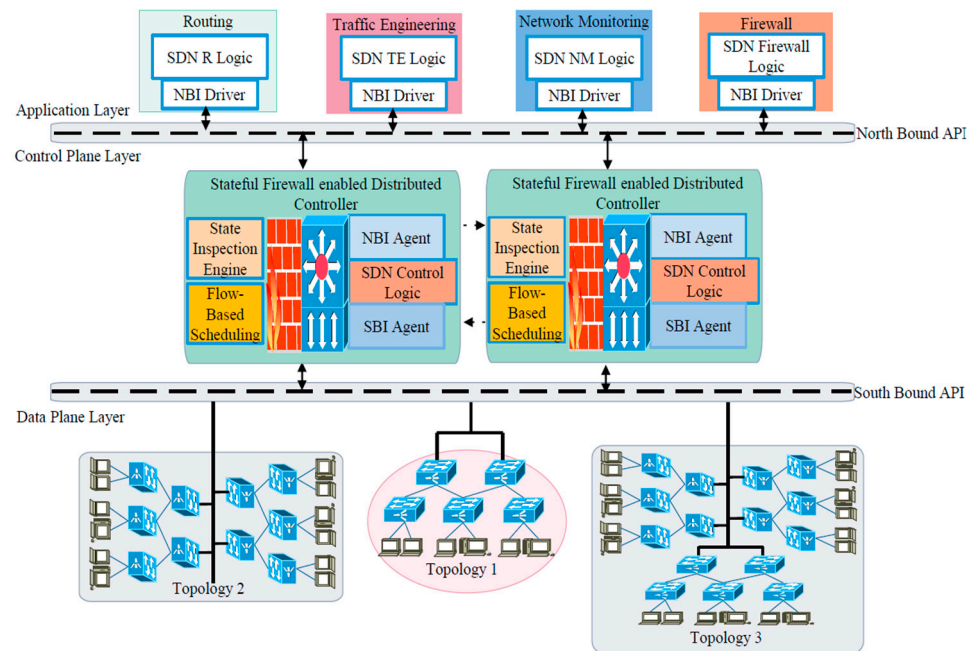 Routing
SDN R Logic
NBI Driver
Traffic Engineering
SDN TE Logic
NBI Driver
Network Monitoring
SDN NM Logic
NBI Driver
Firewall
SDN Firewall
Logic
NBI Driver
Application Layer
North Bound API
Control Plane Layer
Stateful Firewall enabled Distributed
Controller
State
Inspection
Engine
Flow-
Based
Scheduling
NBI Agent
SDN Control
Logic
SBI Agent
Stateful Firewall enabled Distributed
Controller
State
Inspection
Engine
Flow-
Based
Scheduling
NBI Agent
SDN Control
Logic
SBI Agent
South Bound API
Data Plane Layer
Topology 2
Topology 1
Topology 3